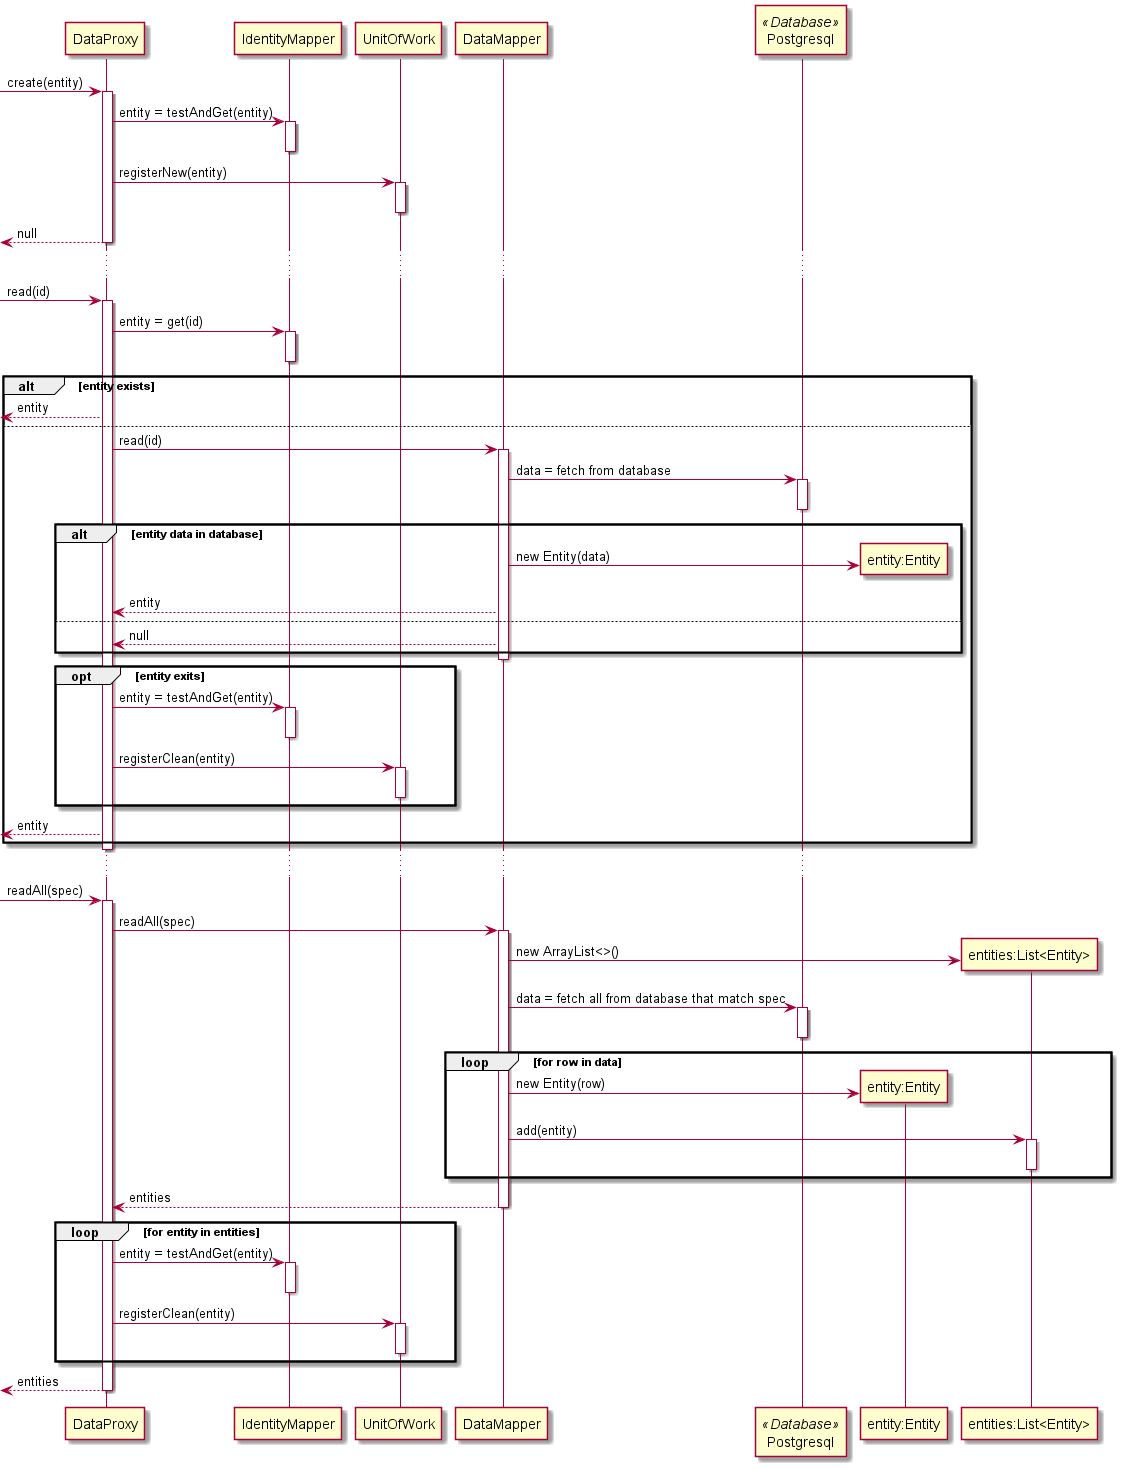 «Database»
DataProxy
IdentityMapper
UnitOfWork
DataMapper
Postgresql
create(entity)
entity = testAndGet(entity)
registerNew(entity)
null
read(id)
entity = get(id)
alt [entity exists]
entity
read(id)
data = fetch from database
alt [entity data in database]
new Entity(data)
entity:Entity
entity
null
opt [entity exits]
entity = testAndGet(entity)
registerClean(entity)
entity
readAll(spec)
readAll(spec)
new ArrayList<>()
entities:List<Entity>
data = fetch all from database that match spec
loop [for row in data]
new Entity(row)
entity:Entity
add(entity)
entities
loop [for entity in entities]
entity = testAndGet(entity)
registerClean(entity)
entities
DataProxy
IdentityMapper
UnitOfWork
DataMapper
«Database»
Postgresql
entity:Entity
entities:List<Entity>